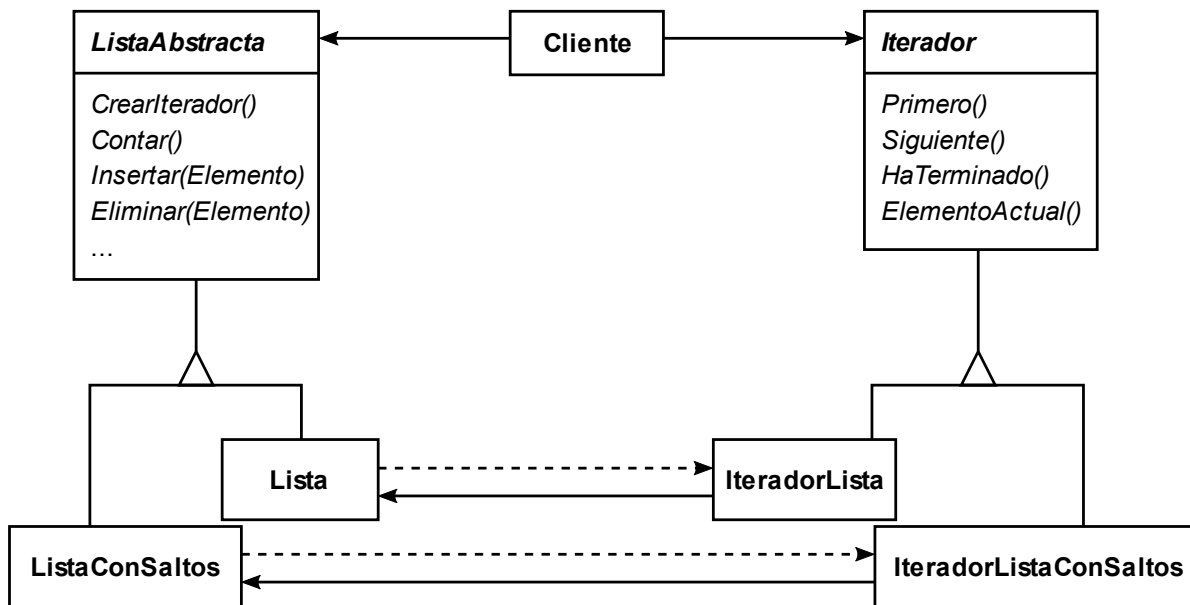 ListaAbstracta
CrearIterador()
Contar()
Insertar(Elemento)
Eliminar(Elemento)
...
Cliente
Iterador
Primero()
Siguiente()
HaTerminado()
ElementoActual()
Lista
IteradorLista
ListaConSaltos
IteradorListaConSaltos